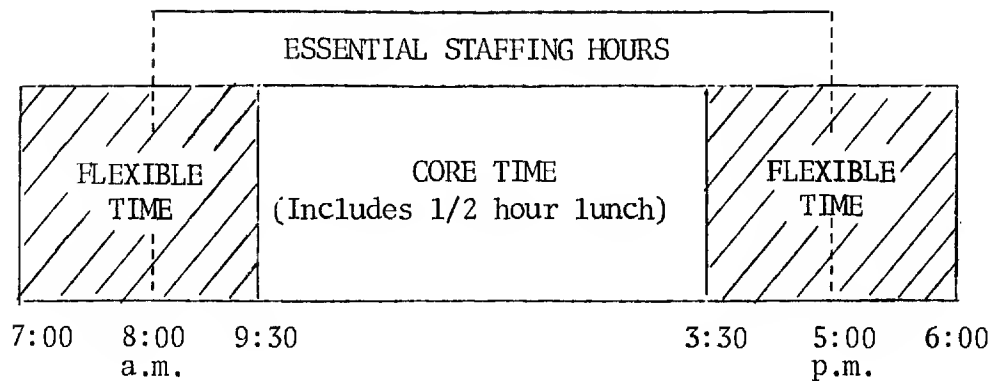 ESSENTIAL STAFFING HOURS
FLEXIBLE
TIME
CORE TIME
(Includes 1/2 hour lunch)
FLEXIBLE
TIME
7:00 8:00 9:30 3:30 5:00 6:00
a.m. p.m.